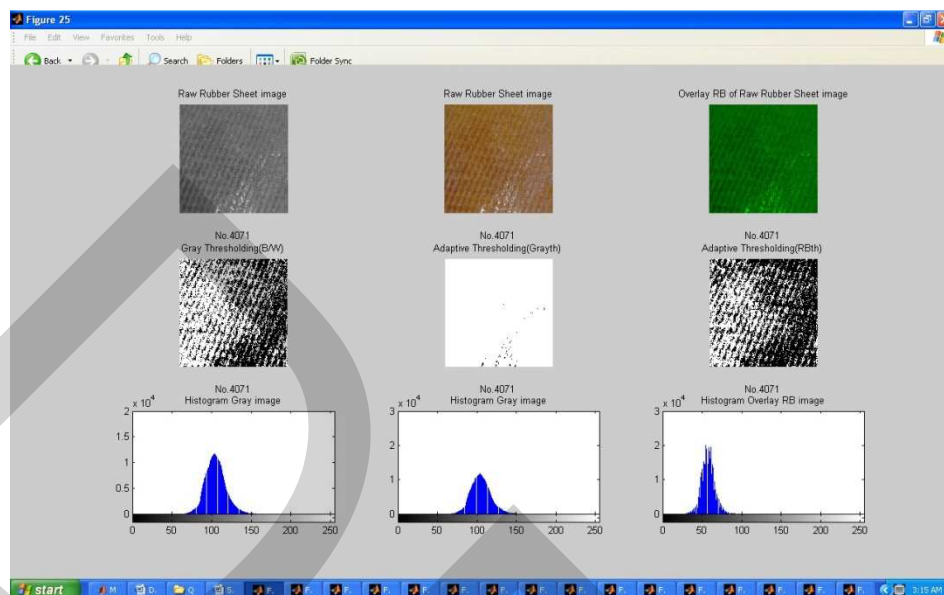 Figure 25
File Edit View Favorites Tools Help
Back Search Folders Folder Sync
Raw Rubber Sheet image Raw Rubber Sheet image Overlay RB of Raw Rubber Sheet image
No.4071 No.4071 No.4071
Gray Thresholding(B/W) Adaptive Thresholding(Grayth) Adaptive Thresholding(RBth)
No.4071 No.4071 No.4071
x 10^4 Histogram Gray image x 10^4 Histogram Gray image x 10^4 Histogram Overlay RB image
2 3 3
1.5 2 2
1 1 1
0.5
0 0 0
0 50 100 150 200 250 0 50 100 150 200 250 0 50 100 150 200 250
start M D. Q S. F. F. F. F. F. F. F. F. F. F. F. F. F. F. F. 3:15 AM